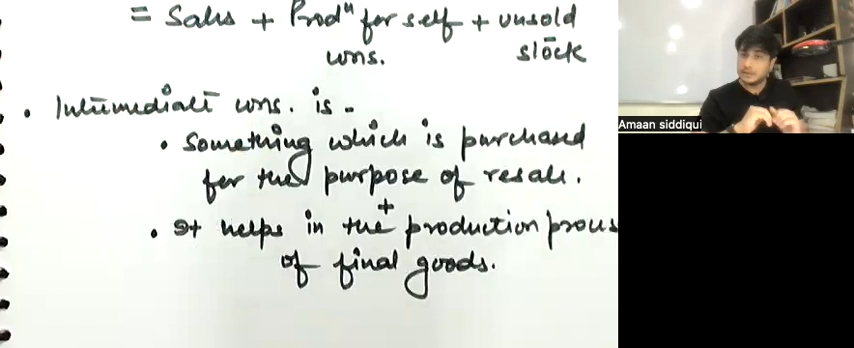 = Sales + Prodⁿ for self + unsold
cons. stock
• Intermediate cons. is -
• Something which is purchased
for the purpose of resale.
+
• It helps in the production process
of final goods.
Amaan siddiqui